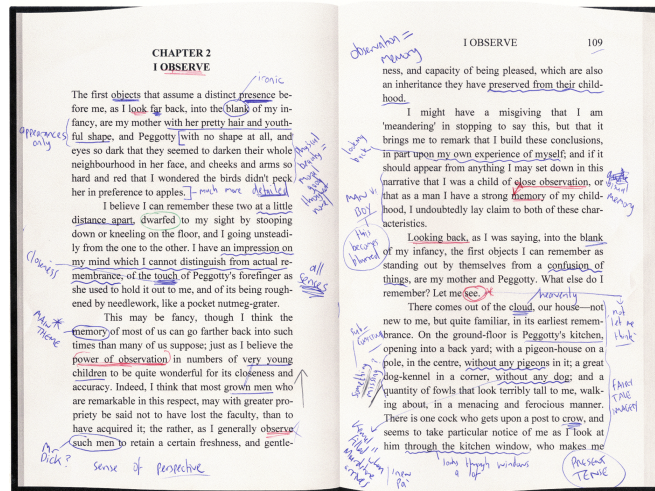 CHAPTER 2
I OBSERVE
ironic
The first objects that assume a distinct presence be-
fore me, as I look far back, into the blank of my in-
fancy, are my mother with her pretty hair and youth-
ful shape, and Peggotty with no shape at all, and
eyes so dark that they seemed to darken their whole
neighbourhood in her face, and cheeks and arms so
hard and red that I wondered the birds didn't peck
her in preference to apples.
much more detailed
appearances
only
physical
beauty =
moral
I believe I can remember these two at a little
distance apart, dwarfed to my sight by stooping
down or kneeling on the floor, and I going unsteadi-
ly from the one to the other. I have an impression on
my mind which I cannot distinguish from actual re-
membrance, of the touch of Peggotty's forefinger as
she used to hold it out to me, and of its being rough-
ened by needlework, like a pocket nutmeg-grater.
closeness
all
senses
This may be fancy, though I think the
memory of most of us can go farther back into such
times than many of us suppose; just as I believe the
power of observation in numbers of very young
children to be quite wonderful for its closeness and
accuracy. Indeed, I think that most grown men who
are remarkable in this respect, may with greater pro-
priety be said not to have lost the faculty, than to
have acquired it; the rather, as I generally observe
such men to retain a certain freshness, and gentle-
MAIN
THEME
Mr
Dick?
sense of perspective
I OBSERVE
109
observation =
memory
ness, and capacity of being pleased, which are also
an inheritance they have preserved from their child-
hood.
I might have a misgiving that I am
'meandering' in stopping to say this, but that it
brings me to remark that I build these conclusions,
in part upon my own experience of myself; and if it
should appear from anything I may set down in this
narrative that I was a child of close observation, or
that as a man I have a strong memory of my child-
hood, I undoubtedly lay claim to both of these char-
acteristics.
looking
back
MAN v
BOY
this
becomes
blurred
memory
Looking back, as I was saying, into the blank
of my infancy, the first objects I can remember as
standing out by themselves from a confusion of
things, are my mother and Peggotty. What else do I
remember? Let me see.
heavenly
There comes out of the cloud, our house—not
new to me, but quite familiar, in its earliest remem-
brance. On the ground-floor is Peggotty's kitchen,
opening into a back yard; with a pigeon-house on a
pole, in the centre, without any pigeons in it; a great
dog-kennel in a corner, without any dog; and a
quantity of fowls that look terribly tall to me, walk-
ing about, in a menacing and ferocious manner.
There is one cock who gets upon a post to crow, and
seems to take particular notice of me as I look at
him through the kitchen window, who makes me
something
missing?
not
let me
think
FAIRY
TALE
IMAGERY
kennel is
filled when
Murdstone
arrives
looks through windows
a lot
PRESENT
TENSE